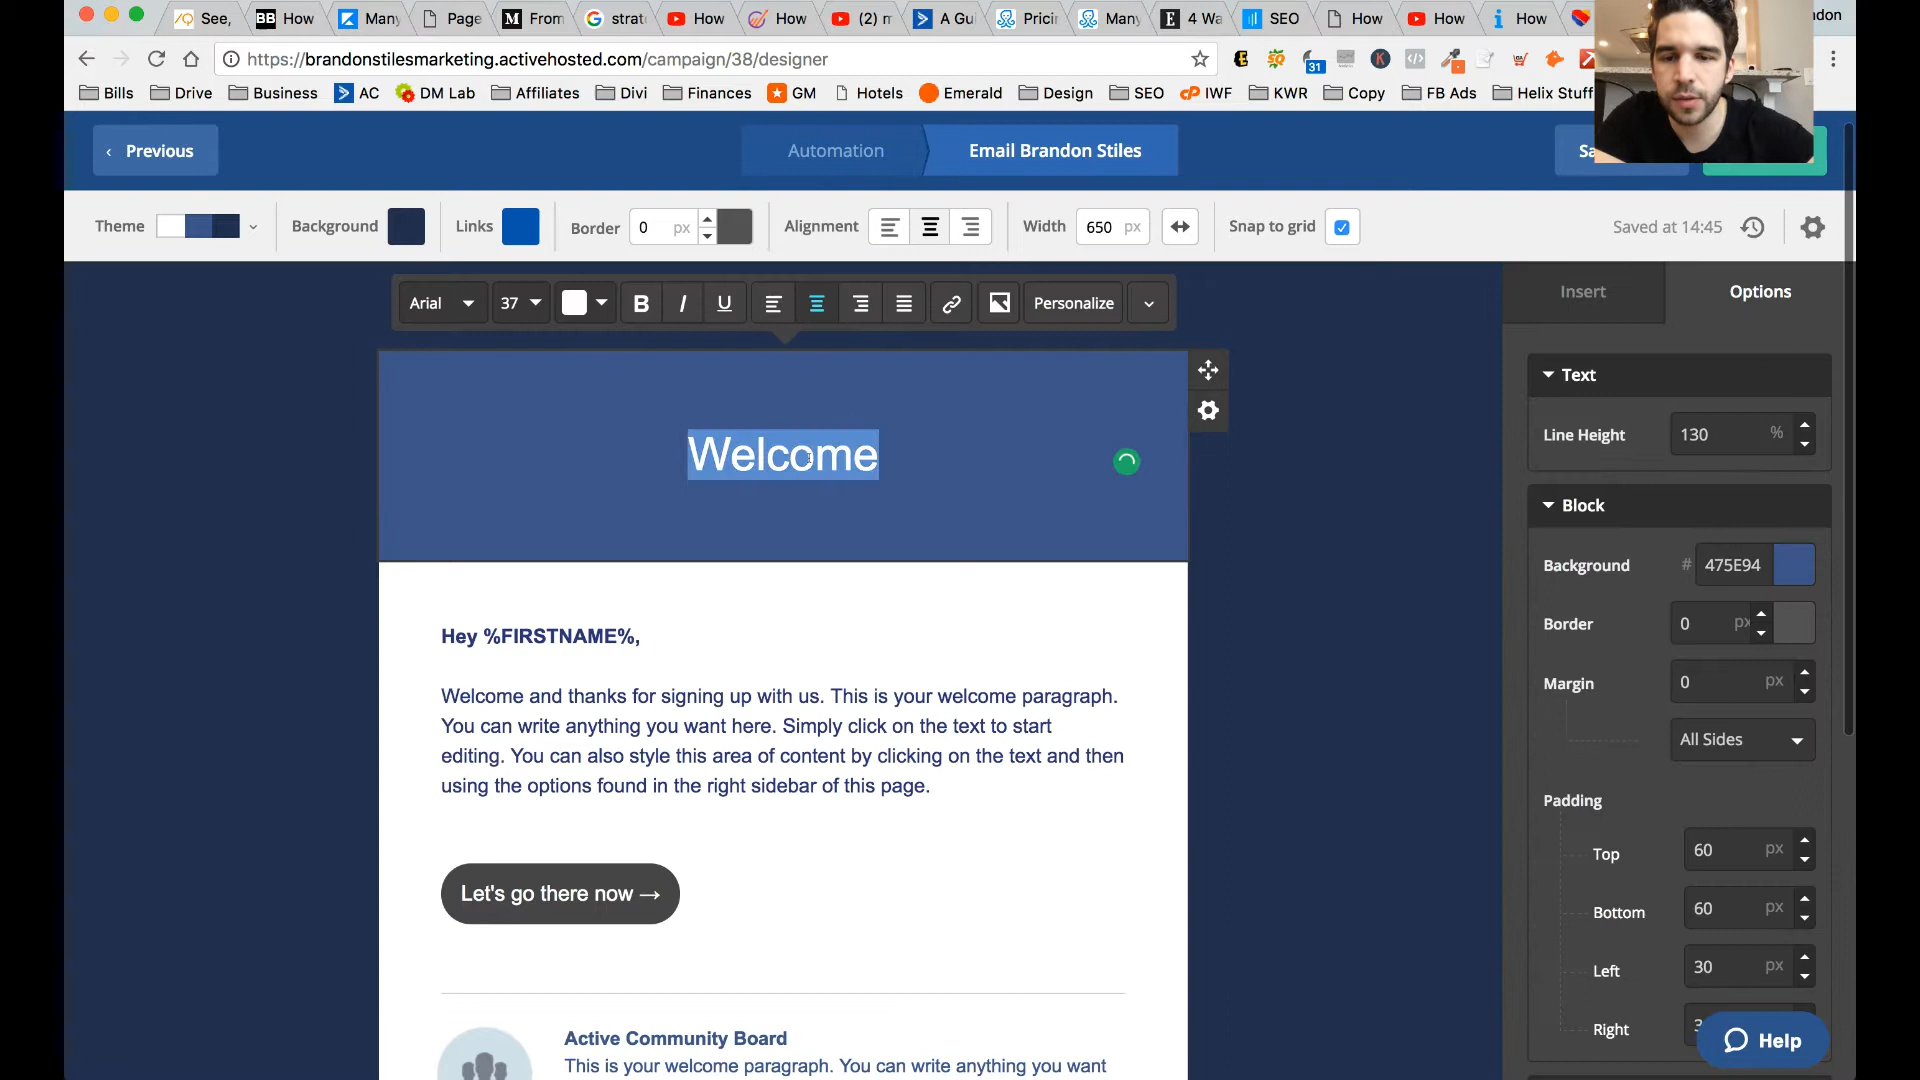 See,
How
Many
Page
From
strat
How
How
(2) n
A Gui
Pricin
Many
4 Wa
SEO
How
How
How
ndon
https://brandonstilesmarketing.activehosted.com/campaign/38/designer
31
Bills
Drive
Business
AC
DM Lab
Affiliates
Divi
Finances
GM
Hotels
Emerald
Design
SEO
IWF
KWR
Copy
FB Ads
Helix Stuff
Previous
Automation
Email Brandon Stiles
Sa
Theme
Background
Links
Border
0 px
Alignment
Width
650 px
Snap to grid
Saved at 14:45
Arial
37
B I U
Personalize
Insert
Options
Welcome
Hey %FIRSTNAME%,
Welcome and thanks for signing up with us. This is your welcome paragraph.
You can write anything you want here. Simply click on the text to start
editing. You can also style this area of content by clicking on the text and then
using the options found in the right sidebar of this page.
Let's go there now →
Active Community Board
This is your welcome paragraph. You can write anything you want
Text
Line Height
130 %
Block
Background
# 475E94
Border
0 px
Margin
0 px
All Sides
Padding
Top
60 px
Bottom
60 px
Left
30 px
Right
Help